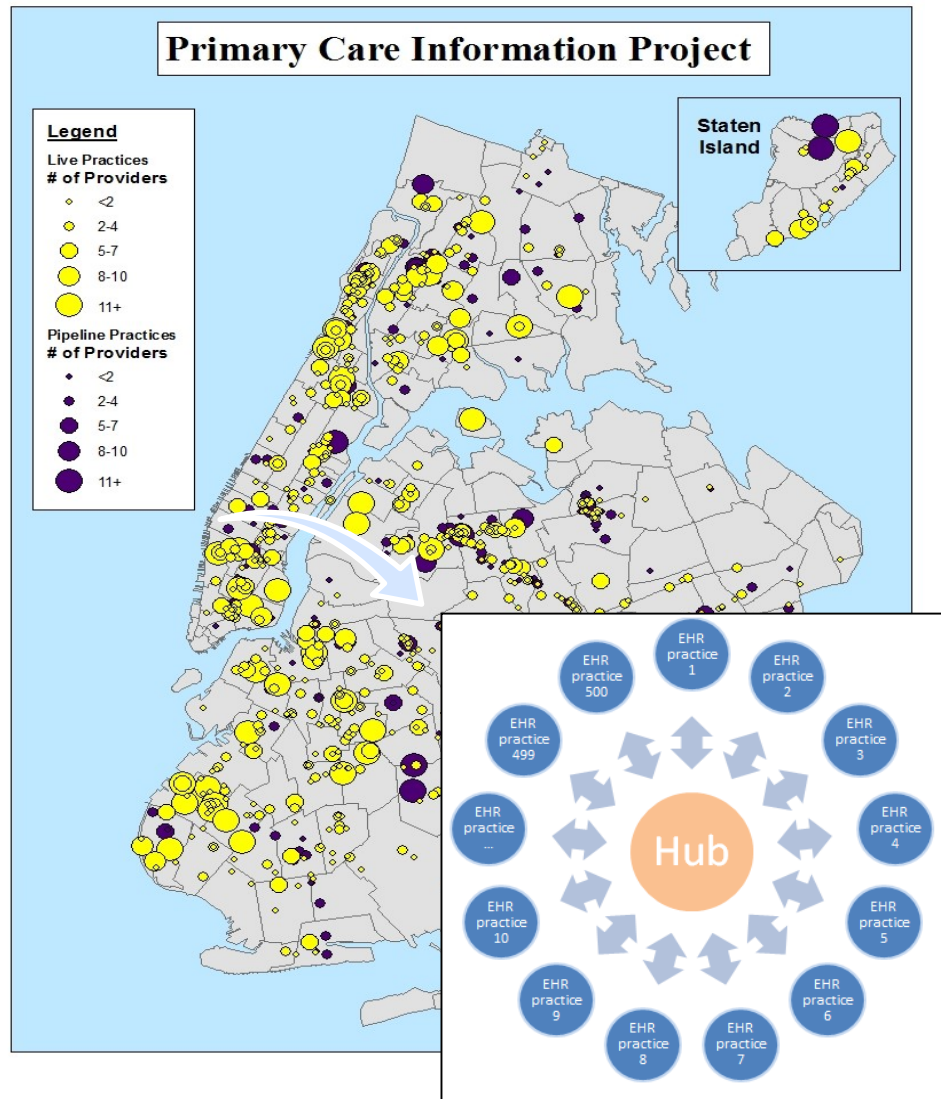 Primary Care Information Project
Legend
Live Practices
# of Providers
<2
2-4
5-7
8-10
11+
Pipeline Practices
# of Providers
<2
2-4
5-7
8-10
11+
Staten
Island
EHR
practice
1
EHR
practice
2
EHR
practice
3
EHR
practice
4
EHR
practice
5
EHR
practice
6
EHR
practice
7
EHR
practice
8
EHR
practice
9
EHR
practice
10
EHR
practice
...
EHR
practice
499
EHR
practice
500
Hub